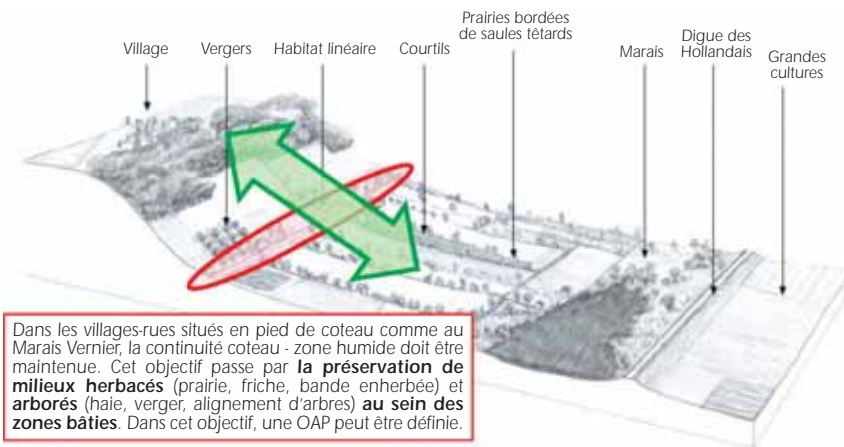 Village
Vergers
Habitat linéaire
Courtils
Prairies bordées
de saules têtards
Marais
Digue des
Hollandais
Grandes
cultures
Dans les villages-rues situés en pied de coteau comme au
Marais Vernier, la continuité coteau - zone humide doit être
maintenue. Cet objectif passe par la préservation de
milieux herbacés (prairie, friche, bande enherbée) et
arborés (haie, verger, alignement d'arbres) au sein des
zones bâties. Dans cet objectif, une OAP peut être définie.